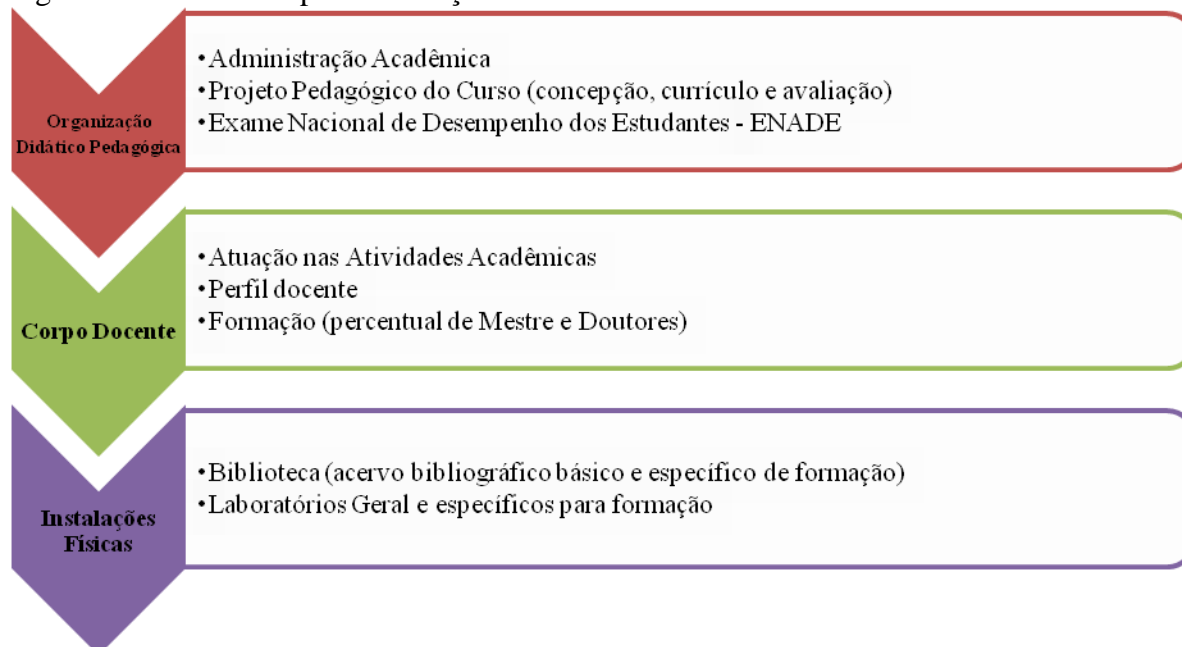 •Administração Acadêmica
•Projeto Pedagógico do Curso (concepção, currículo e avaliação)
•Exame Nacional de Desempenho dos Estudantes - ENADE
Organização
Didático Pedagógica
•Atuação nas Atividades Acadêmicas
•Perfil docente
•Formação (percentual de Mestre e Doutores)
Corpo Docente
•Biblioteca (acervo bibliográfico básico e específico de formação)
•Laboratórios Geral e específicos para formação
Instalações
Físicas